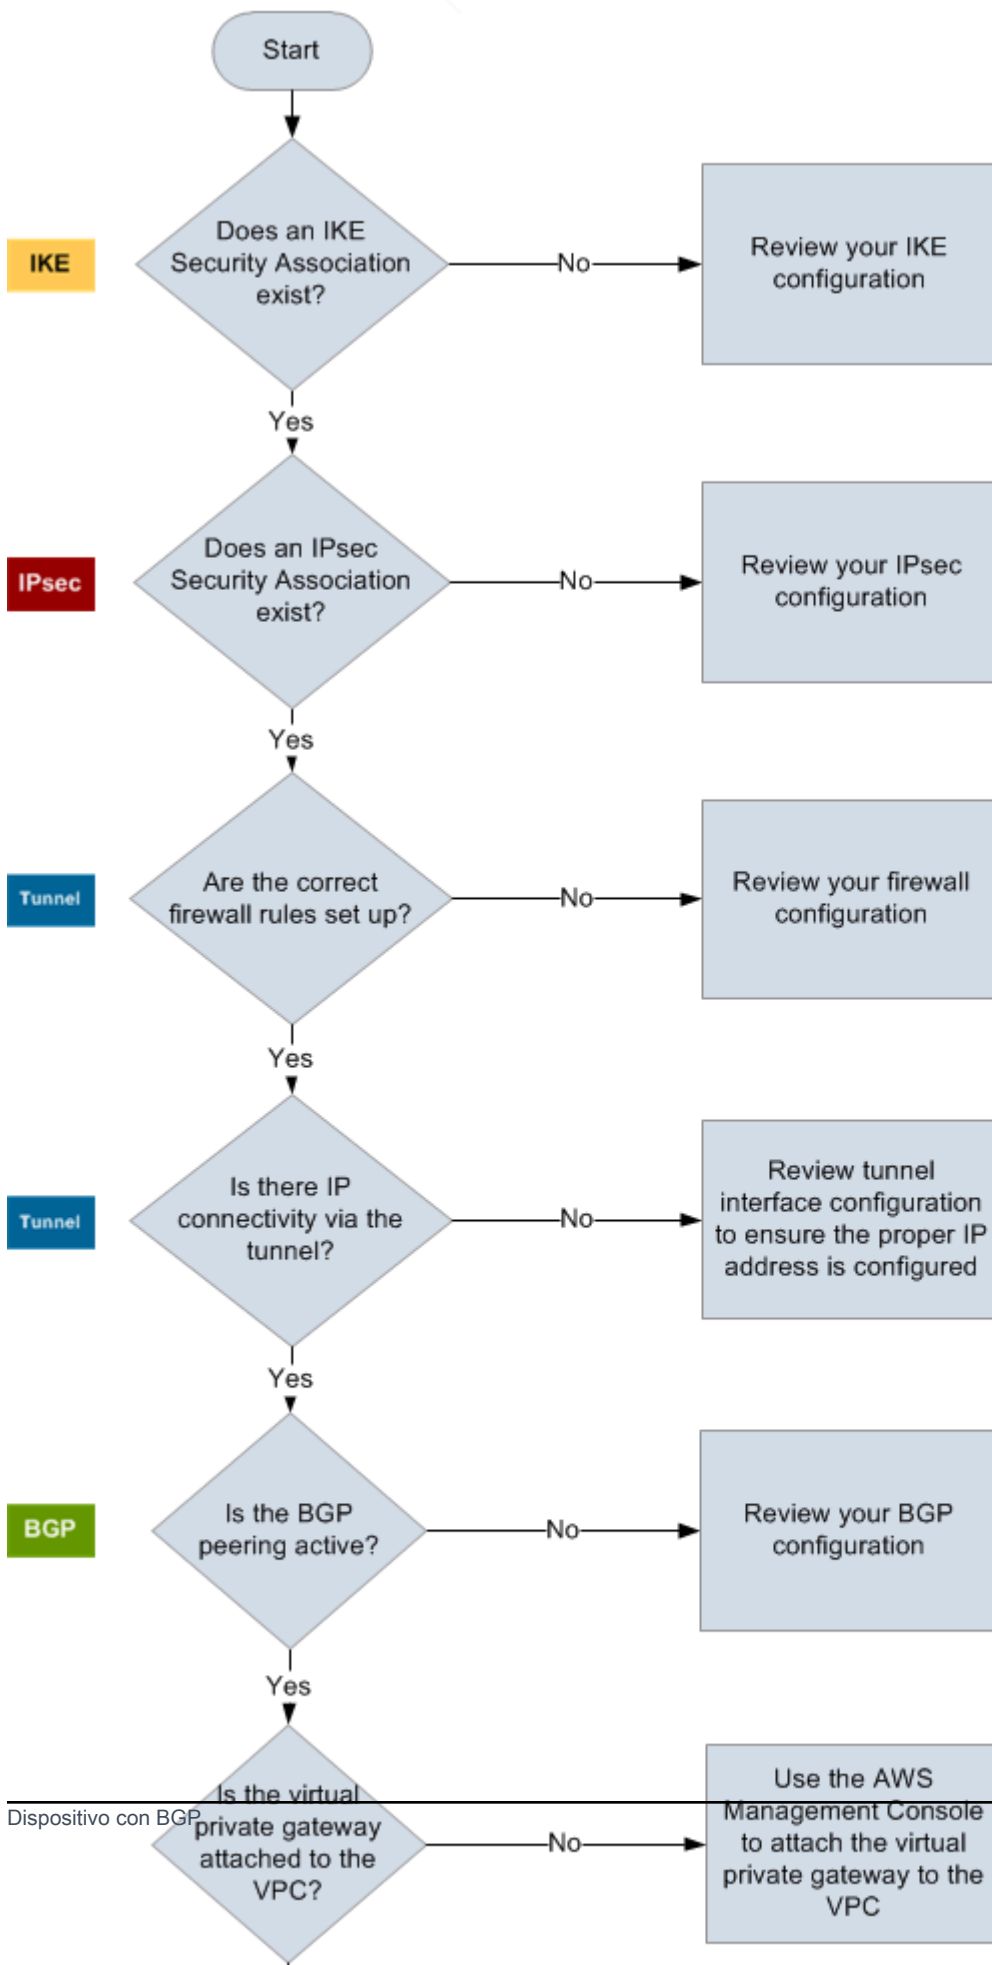 Start
IKE
Does an IKE
Security Association
exist?
No
Review your IKE
configuration
Yes
IPsec
Does an IPsec
Security Association
exist?
No
Review your IPsec
configuration
Yes
Tunnel
Are the correct
firewall rules set up?
No
Review your firewall
configuration
Yes
Tunnel
Is there IP
connectivity via the
tunnel?
No
Review tunnel
interface configuration
to ensure the proper IP
address is configured
Yes
BGP
Is the BGP
peering active?
No
Review your BGP
configuration
Yes
Is the virtual
private gateway
attached to the
VPC?
No
Use the AWS
Management Console
to attach the virtual
private gateway to the
VPC
Dispositivo con BGP